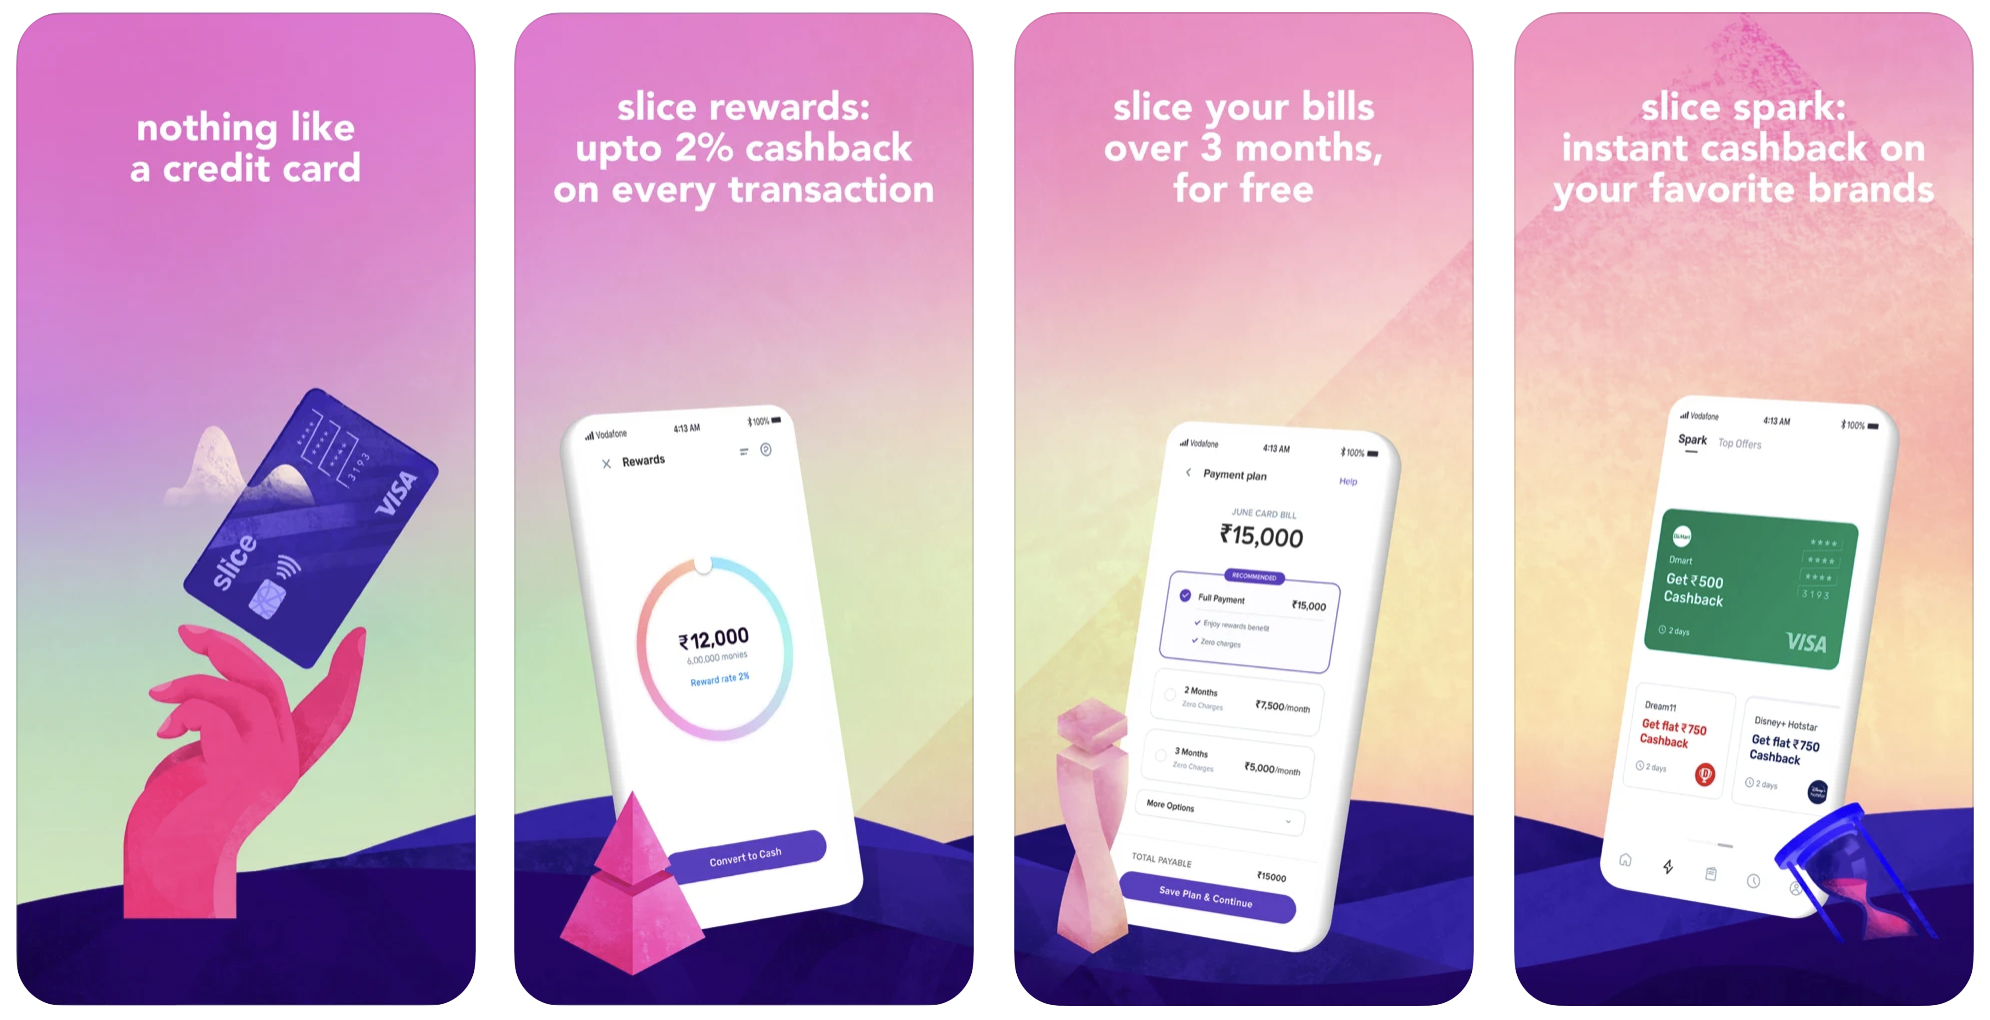 nothing like
a credit card
3193
VISA
slice
slice rewards:
upto 2% cashback
on every transaction
Vodafone 4:13 AM 100%
Rewards
₹12,000
6,00,000 monies
Reward rate 2%
Convert to Cash
slice your bills
over 3 months,
for free
Vodafone 4:13 AM 100%
Payment plan Help
JUNE CARD BILL
₹15,000
RECOMMENDED
Full Payment ₹15,000
Enjoy rewards benefit
Zero charges
2 Months ₹7,500/month
Zero Charges
3 Months ₹5,000/month
Zero Charges
More Options
TOTAL PAYABLE ₹15000
Save Plan & Continue
slice spark:
instant cashback on
your favorite brands
Vodafone 4:13 AM 100%
Spark Top Offers
DMart
Dmart
Get ₹500
Cashback
2 days
****
****
****
3193
VISA
Dream11
Get flat ₹750
Cashback
2 days
Disney+ Hotstar
Get flat ₹750
Cashback
2 days